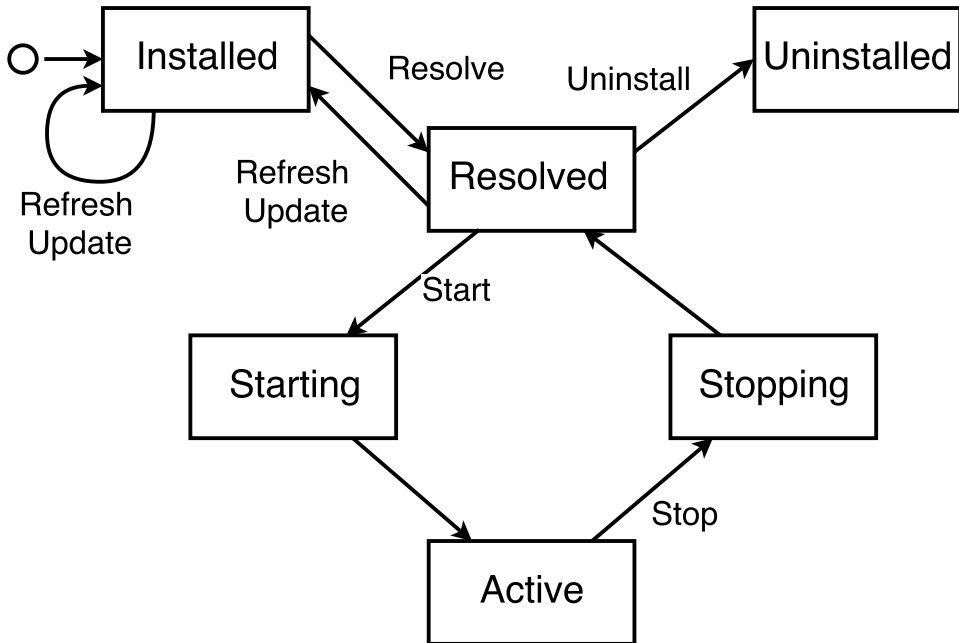 Installed
Resolve
Uninstall
Uninstalled
Refresh
Update
Refresh
Update
Resolved
Start
Starting
Stopping
Stop
Active